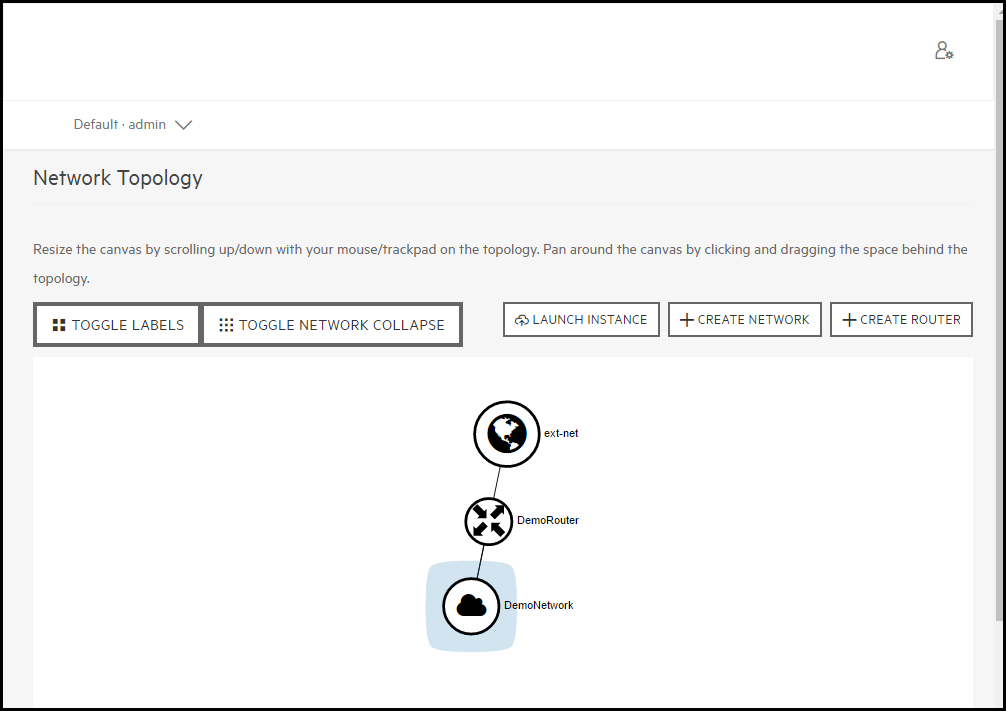 Default · admin
Network Topology
Resize the canvas by scrolling up/down with your mouse/trackpad on the topology. Pan around the canvas by clicking and dragging the space behind the
topology.
TOGGLE LABELS
TOGGLE NETWORK COLLAPSE
LAUNCH INSTANCE
CREATE NETWORK
CREATE ROUTER
ext-net
DemoRouter
DemoNetwork